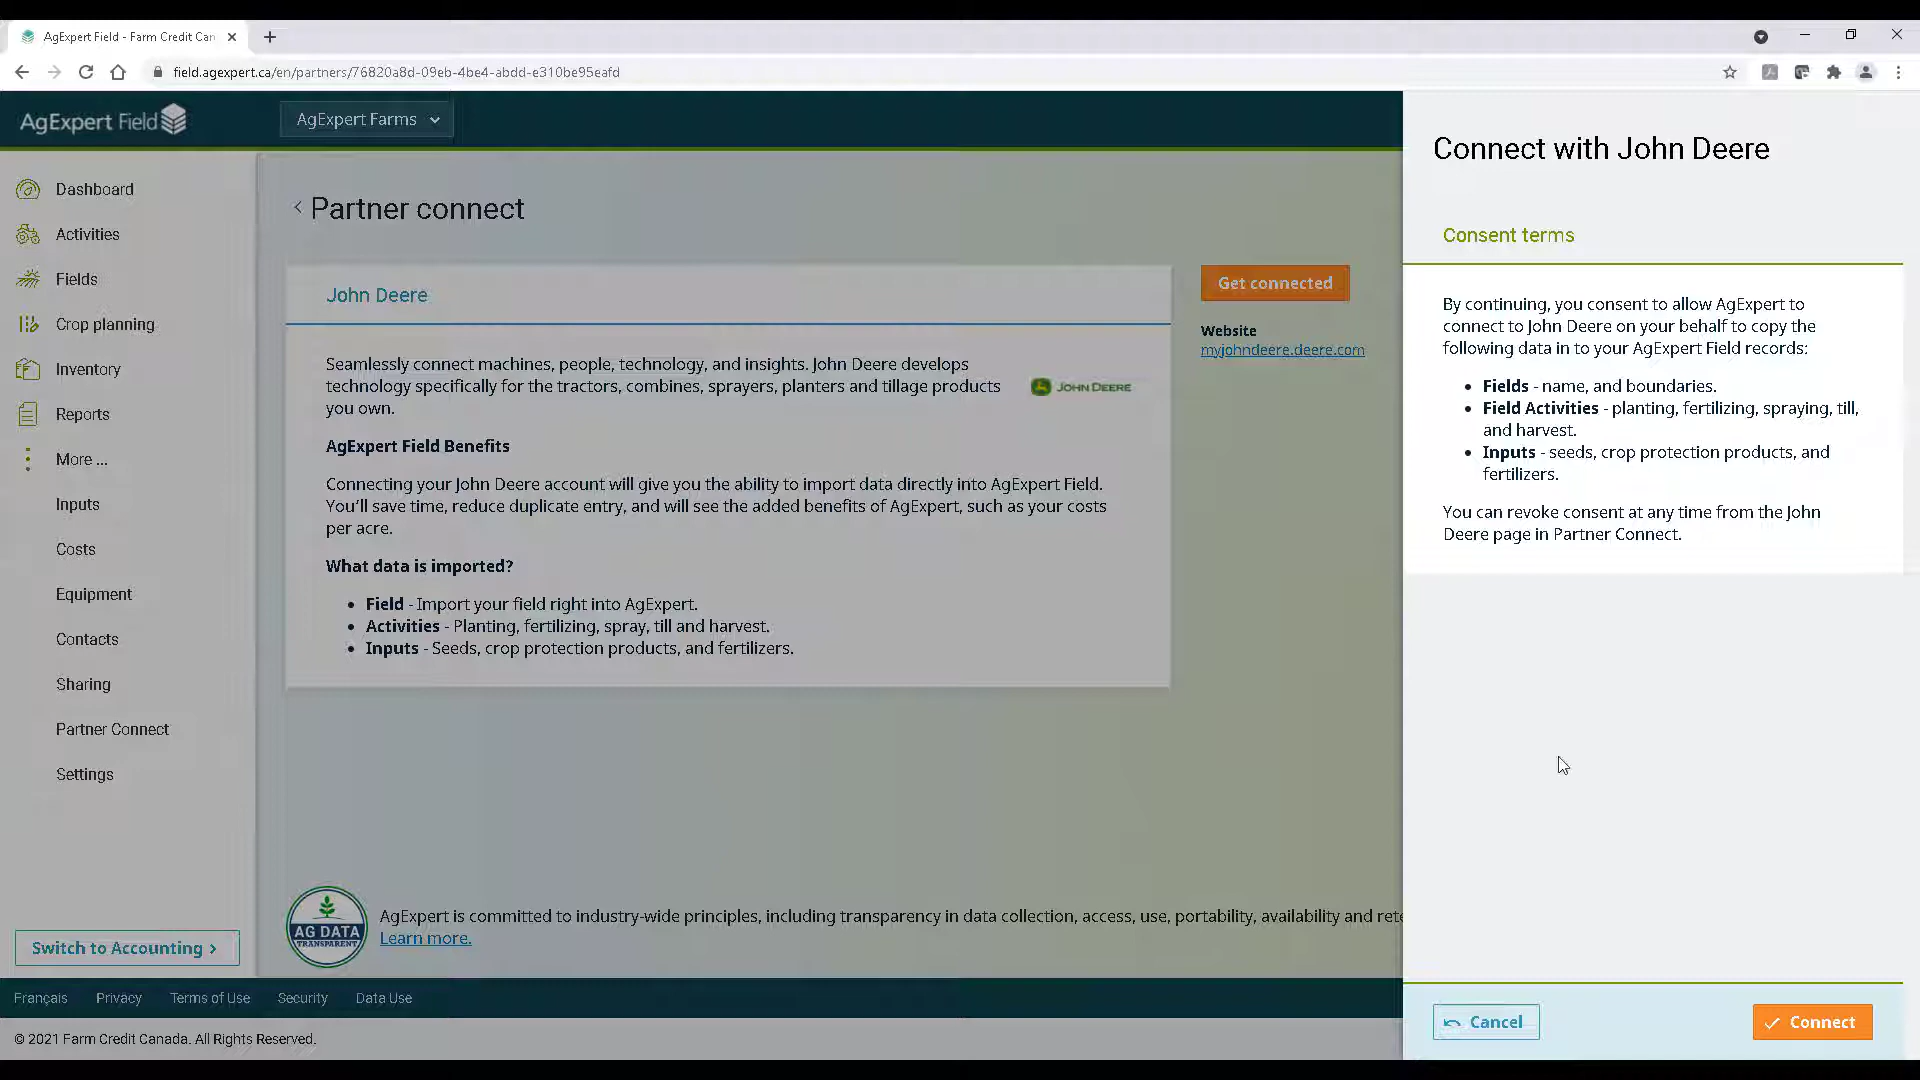 AgExpert Field - Farm Credit Can
field.agexpert.ca/en/partners/76820a8d-09eb-4be4-abdd-e310be95eafd
AgExpert Field
AgExpert Farms
Dashboard
Activities
Fields
Crop planning
Inventory
Reports
More ...
Inputs
Costs
Equipment
Contacts
Sharing
Partner Connect
Settings
Switch to Accounting >
< Partner connect
John Deere
Seamlessly connect machines, people, technology, and insights. John Deere develops
technology specifically for the tractors, combines, sprayers, planters and tillage products
you own.
JOHN DEERE
AgExpert Field Benefits
Connecting your John Deere account will give you the ability to import data directly into AgExpert Field.
You'll save time, reduce duplicate entry, and will see the added benefits of AgExpert, such as your costs
per acre.
What data is imported?
• Field - Import your field right into AgExpert.
• Activities - Planting, fertilizing, spray, till and harvest.
• Inputs - Seeds, crop protection products, and fertilizers.
Get connected
Website
myjohndeere.deere.com
AG DATA
TRANSPARENT
AgExpert is committed to industry-wide principles, including transparency in data collection, access, use, portability, availability and rete
Learn more.
Connect with John Deere
Consent terms
By continuing, you consent to allow AgExpert to
connect to John Deere on your behalf to copy the
following data in to your AgExpert Field records:
• Fields - name, and boundaries.
• Field Activities - planting, fertilizing, spraying, till,
and harvest.
• Inputs - seeds, crop protection products, and
fertilizers.
You can revoke consent at any time from the John
Deere page in Partner Connect.
Cancel
Connect
Français
Privacy
Terms of Use
Security
Data Use
© 2021 Farm Credit Canada. All Rights Reserved.